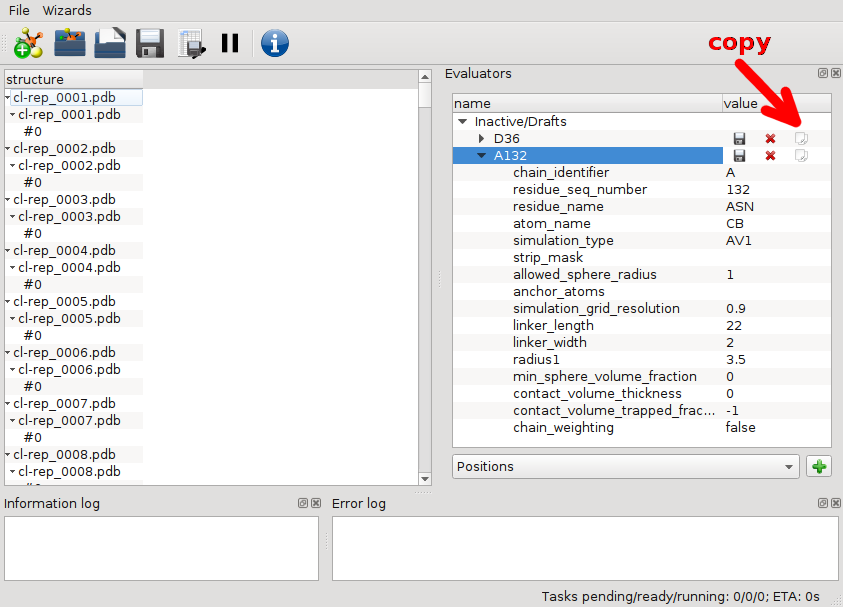 File Wizards
copy
structure
cl-rep_0001.pdb
cl-rep_0001.pdb
#0
cl-rep_0002.pdb
cl-rep_0002.pdb
#0
cl-rep_0003.pdb
cl-rep_0003.pdb
#0
cl-rep_0004.pdb
cl-rep_0004.pdb
#0
cl-rep_0005.pdb
cl-rep_0005.pdb
#0
cl-rep_0006.pdb
cl-rep_0006.pdb
#0
cl-rep_0007.pdb
cl-rep_0007.pdb
#0
cl-rep_0008.pdb
cl-rep_0008.pdb
#0
Evaluators
name value
Inactive/Drafts
D36
A132
chain_identifier A
residue_seq_number 132
residue_name ASN
atom_name CB
simulation_type AV1
strip_mask
allowed_sphere_radius 1
anchor_atoms
simulation_grid_resolution 0.9
linker_length 22
linker_width 2
radius1 3.5
min_sphere_volume_fraction 0
contact_volume_thickness 0
contact_volume_trapped_frac... -1
chain_weighting false
Positions
Information log
Error log
Tasks pending/ready/running: 0/0/0; ETA: 0s